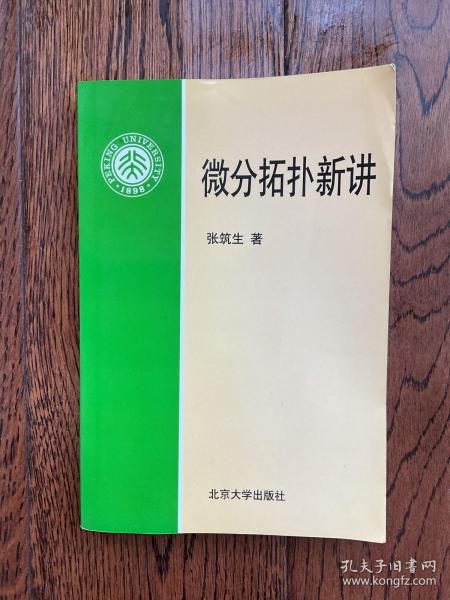 PEKING UNIVERSITY
·1898·
微分拓扑新讲
张筑生 著
北京大学出版社
孔夫子旧书网
www.kongfz.com